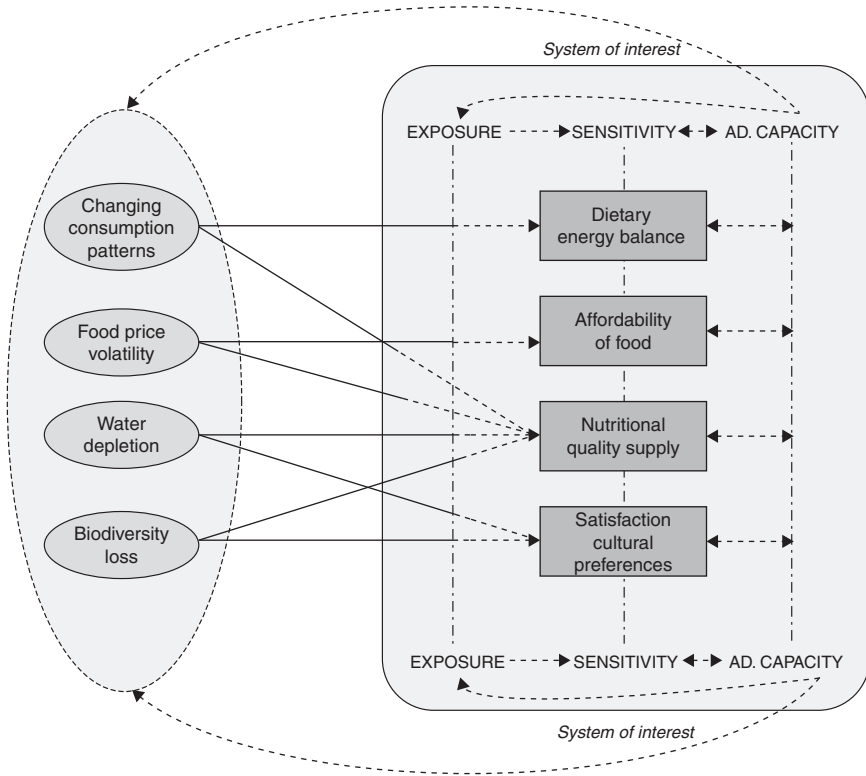 System of interest
EXPOSURE
SENSITIVITY
AD. CAPACITY
Changing
consumption
patterns
Dietary
energy balance
Food price
volatility
Affordability
of food
Water
depletion
Nutritional
quality supply
Biodiversity
loss
Satisfaction
cultural
preferences
EXPOSURE
SENSITIVITY
AD. CAPACITY
System of interest